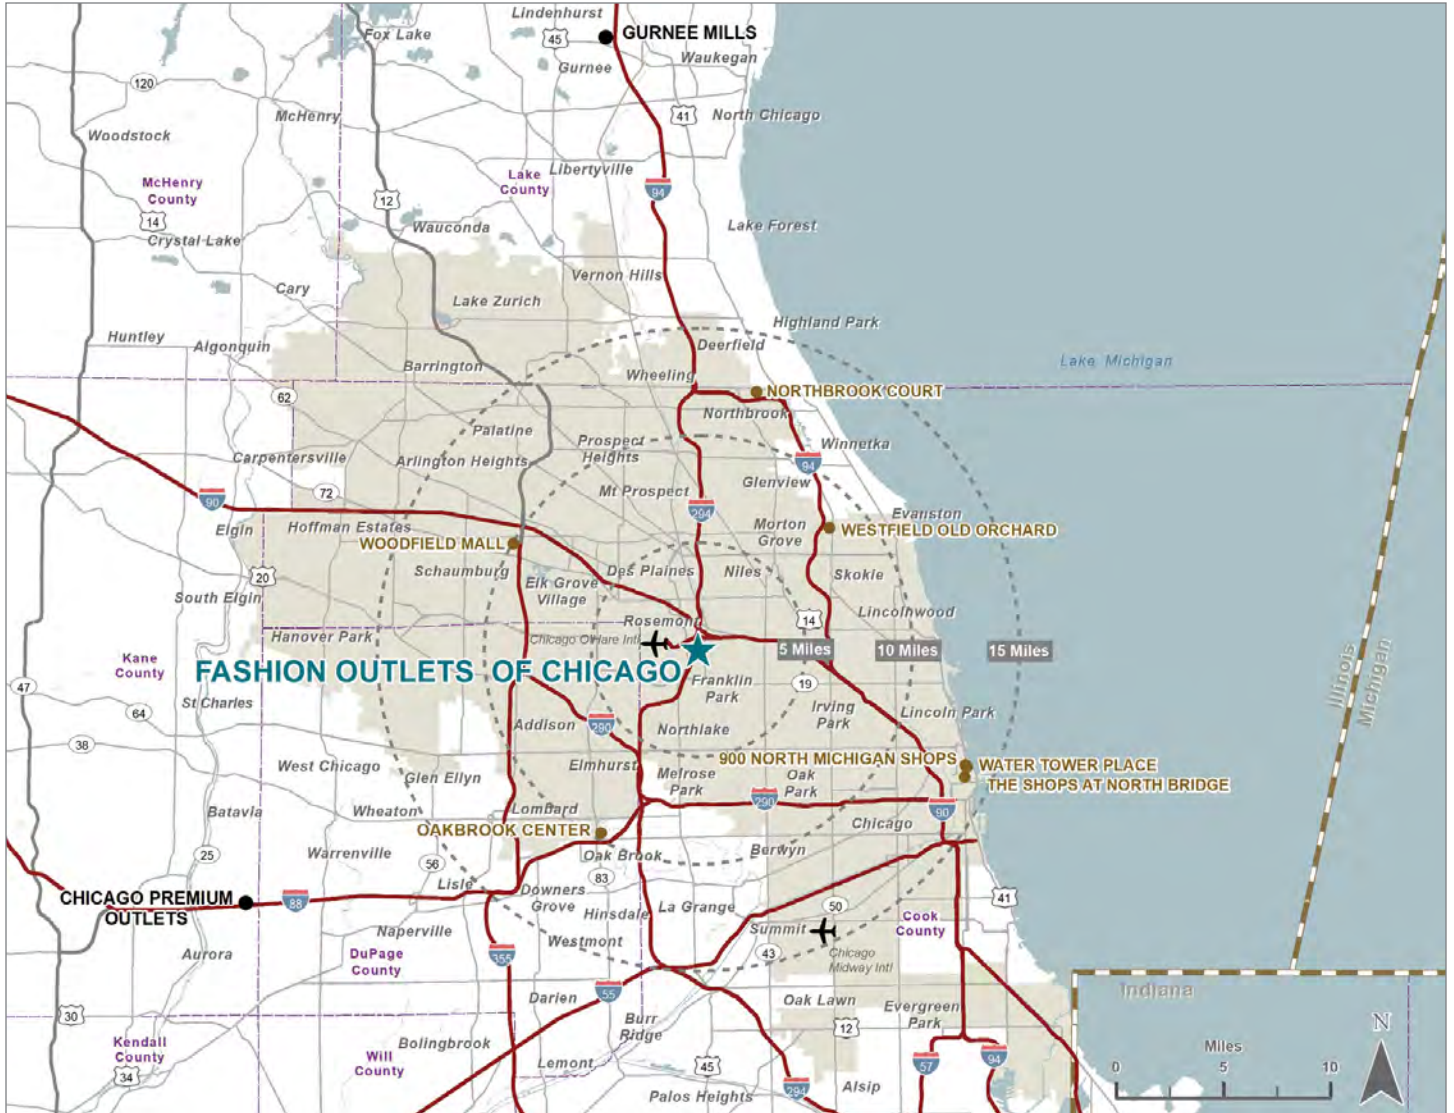 Lindenhurst
Fox Lake
45
GURNEE MILLS
Gurnee
Waukegan
120
McHenry
41
North Chicago
Woodstock
Libertyville
McHenry
County
Lake
County
94
12
14
Crystal Lake
Wauconda
Lake Forest
Vernon Hills
Cary
Lake Zurich
Highland Park
Huntley
Algonquin
Deerfield
Lake Michigan
Barrington
Wheeling
62
NORTHBROOK COURT
Northbrook
Palatine
Prospect
Heights
Winnetka
Carpentersville
Arlington Heights
94
Glenview
90
72
Mt Prospect
294
Evanston
Elgin
Hoffman Estates
Morton
Grove
WESTFIELD OLD ORCHARD
WOODFIELD MALL
Schaumburg
Des Plaines
Niles
Skokie
20
Elk Grove
Village
South Elgin
Lincolnwood
Rosemont
14
Hanover Park
Chicago O'Hare Intl
5 Miles
10 Miles
15 Miles
Kane
County
FASHION OUTLETS OF CHICAGO
Franklin
Park
19
47
St Charles
Irving
Park
Lincoln Park
64
Addison
290
Northlake
Illinois
Michigan
38
West Chicago
Glen Ellyn
Elmhurst
Melrose
Park
Oak
Park
900 NORTH MICHIGAN SHOPS
WATER TOWER PLACE
THE SHOPS AT NORTH BRIDGE
Batavia
Wheaton
Lombard
290
90
Chicago
OAKBROOK CENTER
25
Warrenville
56
Oak Brook
Berwyn
83
Lisle
Downers
Grove
CHICAGO PREMIUM
OUTLETS
88
Hinsdale
La Grange
50
41
Cook
County
Naperville
Summit
Aurora
DuPage
County
355
Westmont
43
Chicago
Midway Intl
Darien
55
Indiana
Oak Lawn
Evergreen
Park
30
Burr
Ridge
12
N
Kendall
County
Bolingbrook
Will
County
Lemont
45
57
94
Miles
0
5
10
34
294
Alsip
Palos Heights